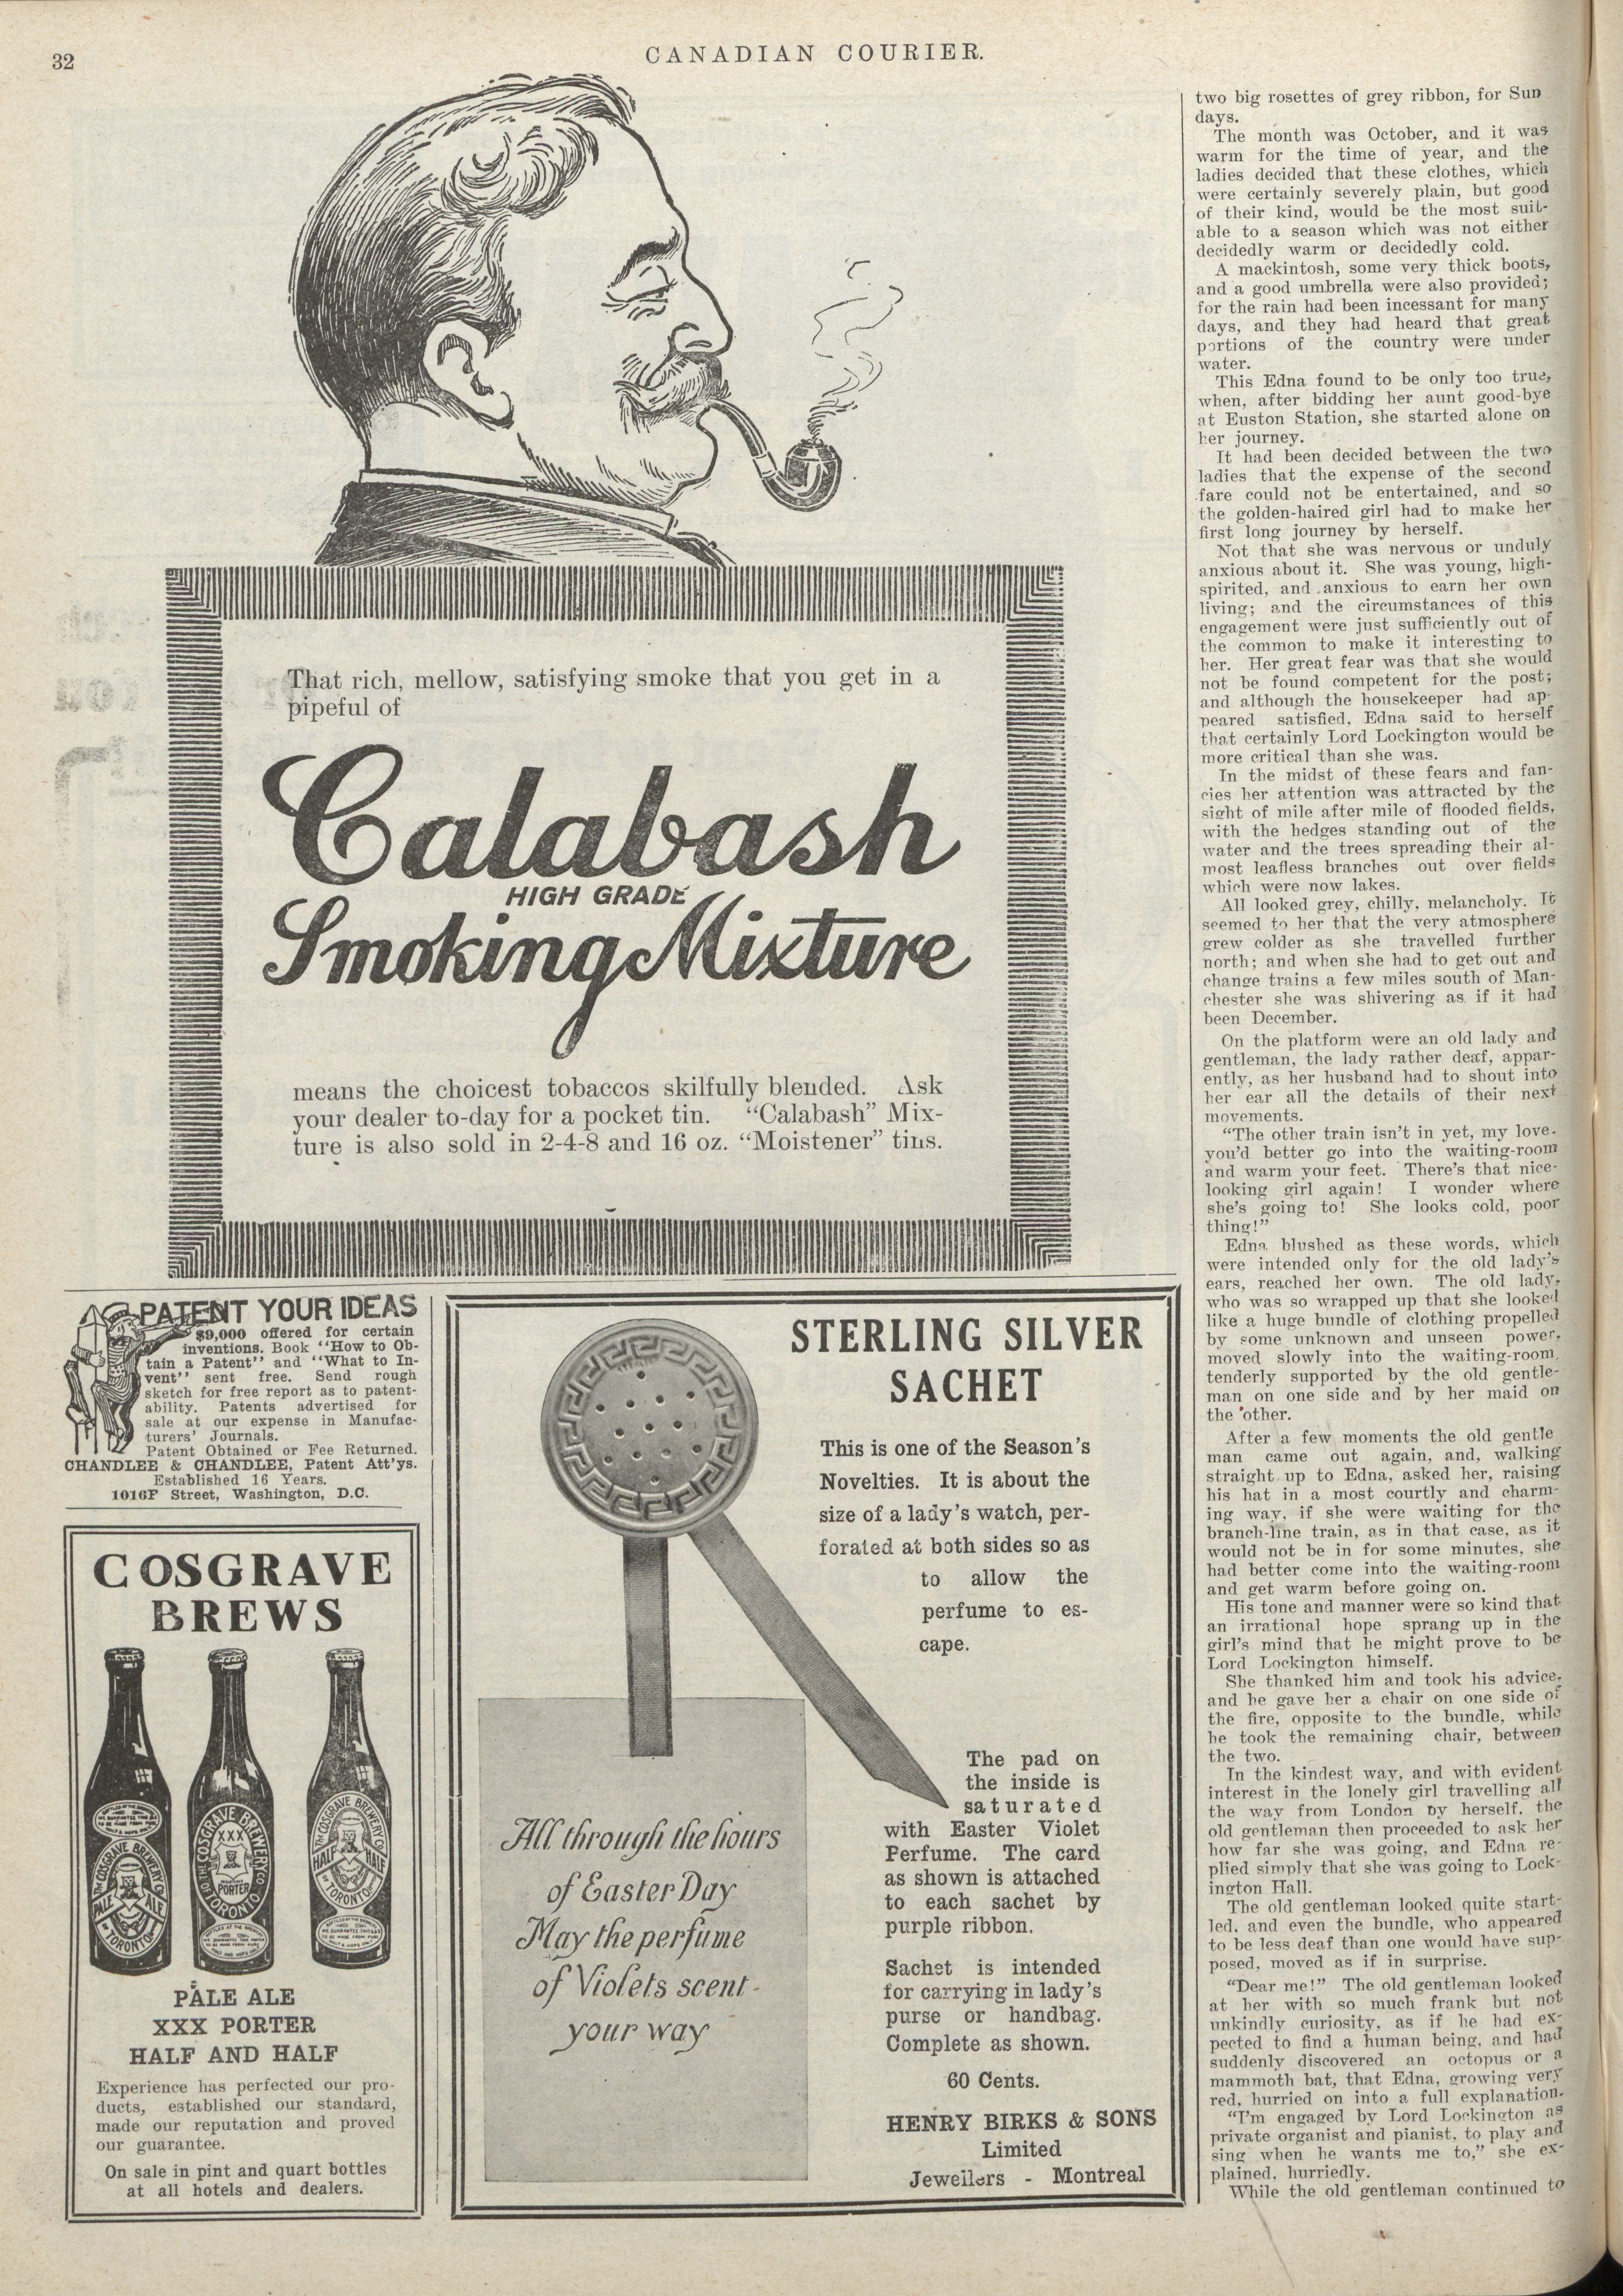 32
CANADIAN COURIER.
That rich, mellow, satisfying smoke that you get in a
pipeful of
Calabash
HIGH GRADE
Smoking Mixture
means the choicest tobaccos skilfully blended. Ask
your dealer to-day for a pocket tin. "Calabash" Mix-
ture is also sold in 2-4-8 and 16 oz. "Moistener" tins.
PATENT YOUR IDEAS
$9,000 offered for certain
inventions. Book "How to Ob-
tain a Patent" and "What to In-
vent" sent free. Send rough
sketch for free report as to patent-
ability. Patents advertised for
sale at our expense in Manufac-
turers' Journals.
Patent Obtained or Fee Returned.
CHANDLEE & CHANDLEE, Patent Att'ys.
Established 16 Years.
1016F Street, Washington, D.C.
COSGRAVE
BREWS
THE COSGRAVE BREWERY CO
PALE ALE
OF TORONTO
THE COSGRAVE BREWERY CO
XXX
PORTER
OF TORONTO
THE COSGRAVE BREWERY CO
HALF HALF
OF TORONTO
PALE ALE
XXX PORTER
HALF AND HALF
Experience has perfected our pro-
ducts, established our standard,
made our reputation and proved
our guarantee.
On sale in pint and quart bottles
at all hotels and dealers.
STERLING SILVER
SACHET
This is one of the Season's
Novelties. It is about the
size of a lady's watch, per-
forated at both sides so as
to allow the
perfume to es-
cape.
The pad on
the inside is
saturated
with Easter Violet
Perfume. The card
as shown is attached
to each sachet by
purple ribbon.
Sachet is intended
for carrying in lady's
purse or handbag.
Complete as shown.
60 Cents.
HENRY BIRKS & SONS
Limited
Jewellers - Montreal
All through the hours
of Easter Day
May the perfume
of Violets scent
your way
two big rosettes of grey ribbon, for Sun
days.
The month was October, and it was
warm for the time of year, and the
ladies decided that these clothes, which
were certainly severely plain, but good
of their kind, would be the most suit-
able to a season which was not either
decidedly warm or decidedly cold.
A mackintosh, some very thick boots,
and a good umbrella were also provided;
for the rain had been incessant for many
days, and they had heard that great
portions of the country were under
water.
This Edna found to be only too true,
when, after bidding her aunt good-bye
at Euston Station, she started alone on
her journey.
It had been decided between the two
ladies that the expense of the second
fare could not be entertained, and so
the golden-haired girl had to make her
first long journey by herself.
Not that she was nervous or unduly
anxious about it. She was young, high-
spirited, and anxious to earn her own
living; and the circumstances of this
engagement were just sufficiently out of
the common to make it interesting to
her. Her great fear was that she would
not be found competent for the post;
and although the housekeeper had ap-
peared satisfied, Edna said to herself
that certainly Lord Lockington would be
more critical than she was.
In the midst of these fears and fan-
cies her attention was attracted by the
sight of mile after mile of flooded fields,
with the hedges standing out of the
water and the trees spreading their al-
most leafless branches out over fields
which were now lakes.
All looked grey, chilly, melancholy. It
seemed to her that the very atmosphere
grew colder as she travelled further
north; and when she had to get out and
change trains a few miles south of Man-
chester she was shivering as if it had
been December.
On the platform were an old lady and
gentleman, the lady rather deaf, appar-
ently, as her husband had to shout into
her ear all the details of their next
movements.
"The other train isn't in yet, my love.
you'd better go into the waiting-room
and warm your feet. There's that nice-
looking girl again! I wonder where
she's going to! She looks cold, poor
thing!"
Edna blushed as these words, which
were intended only for the old lady's
ears, reached her own. The old lady,
who was so wrapped up that she looked
like a huge bundle of clothing propelled
by some unknown and unseen power,
moved slowly into the waiting-room,
tenderly supported by the old gentle-
man on one side and by her maid on
the other.
After a few moments the old gentle
man came out again, and, walking
straight up to Edna, asked her, raising
his hat in a most courtly and charm-
ing way, if she were waiting for the
branch-line train, as in that case, as it
would not be in for some minutes, she
had better come into the waiting-room
and get warm before going on.
His tone and manner were so kind that
an irrational hope sprang up in the
girl's mind that he might prove to be
Lord Lockington himself.
She thanked him and took his advice,
and he gave her a chair on one side of
the fire, opposite to the bundle, while
he took the remaining chair, between
the two.
In the kindest way, and with evident
interest in the lonely girl travelling all
the way from London by herself, the
old gentleman then proceeded to ask her
how far she was going, and Edna re-
plied simply that she was going to Lock-
ington Hall.
The old gentleman looked quite start-
led, and even the bundle, who appeared
to be less deaf than one would have sup-
posed, moved as if in surprise.
"Dear me!" The old gentleman looked
at her with so much frank but not
unkindly curiosity, as if he had ex-
pected to find a human being, and had
suddenly discovered an octopus or a
mammoth bat, that Edna, growing very
red, hurried on into a full explanation.
"I'm engaged by Lord Lockington as
private organist and pianist, to play and
sing when he wants me to," she ex-
plained, hurriedly.
While the old gentleman continued to